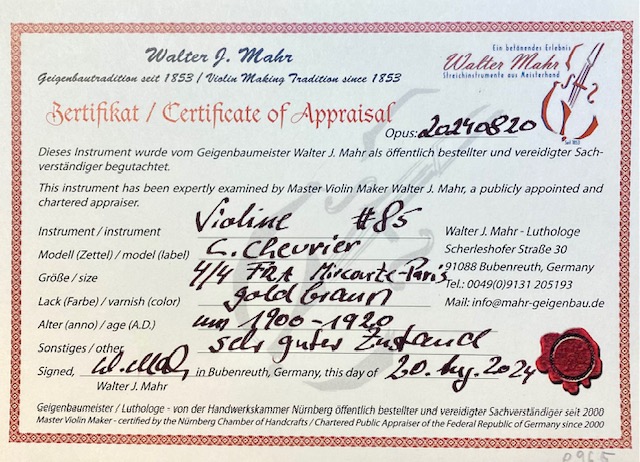 Walter J. Mahr
Geigenbautradition seit 1853 / Violin Making Tradition since 1853
Ein betönendes Erlebnis
Walter Mahr
Streichinstrumente aus Meisterhand
Seit 1853
Zertifikat / Certificate of Appraisal
Opus: 20240820
Dieses Instrument wurde vom Geigenbaumeister Walter J. Mahr als öffentlich bestellter und vereidigter Sach-
verständiger begutachtet.
This instrument has been expertly examined by Master Violin Maker Walter J. Mahr, a publicly appointed and
chartered appraiser.
Instrument / instrument Violine #85
Modell (Zettel) / model (label) C. Chevrier
Größe / size 4/4 FRA Mircourte-Paris
Lack (Farbe) / varnish (color) goldbraun
Alter (anno) / age (A.D.) um 1900-1920
Sonstiges / other sehr guter Zustand
Walter J. Mahr - Luthologe
Scherleshofer Straße 30
91088 Bubenreuth, Germany
Tel.: 0049(0)9131 205193
Mail: info@mahr-geigenbau.de
Signed, W. Mahr in Bubenreuth, Germany, this day of 20. Aug. 2024
Walter J. Mahr
Geigenbaumeister / Luthologe - von der Handwerkskammer Nürnberg öffentlich bestellter und vereidigter Sachverständiger seit 2000
Master Violin Maker - certified by the Nürnberg Chamber of Handcrafts / Chartered Public Appraiser of the Federal Republic of Germany since 2000